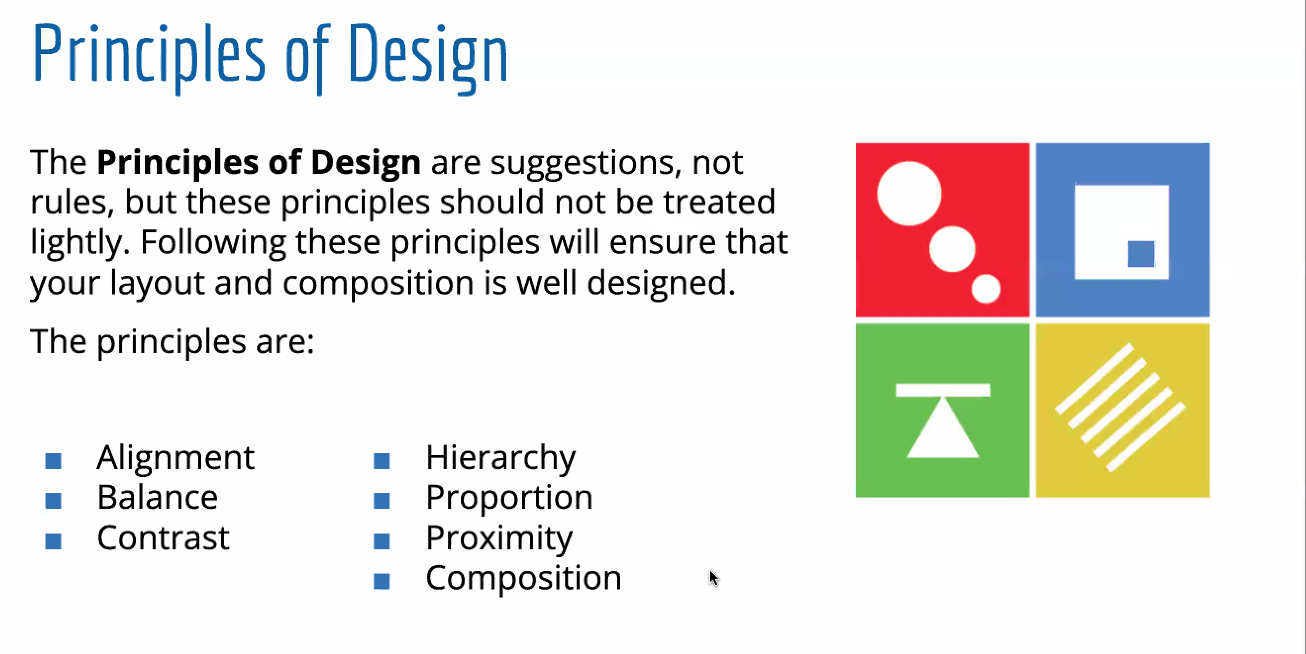 Principles of Design
The Principles of Design are suggestions, not
rules, but these principles should not be treated
lightly. Following these principles will ensure that
your layout and composition is well designed.
The principles are:
Alignment
Balance
Contrast
Hierarchy
Proportion
Proximity
Composition